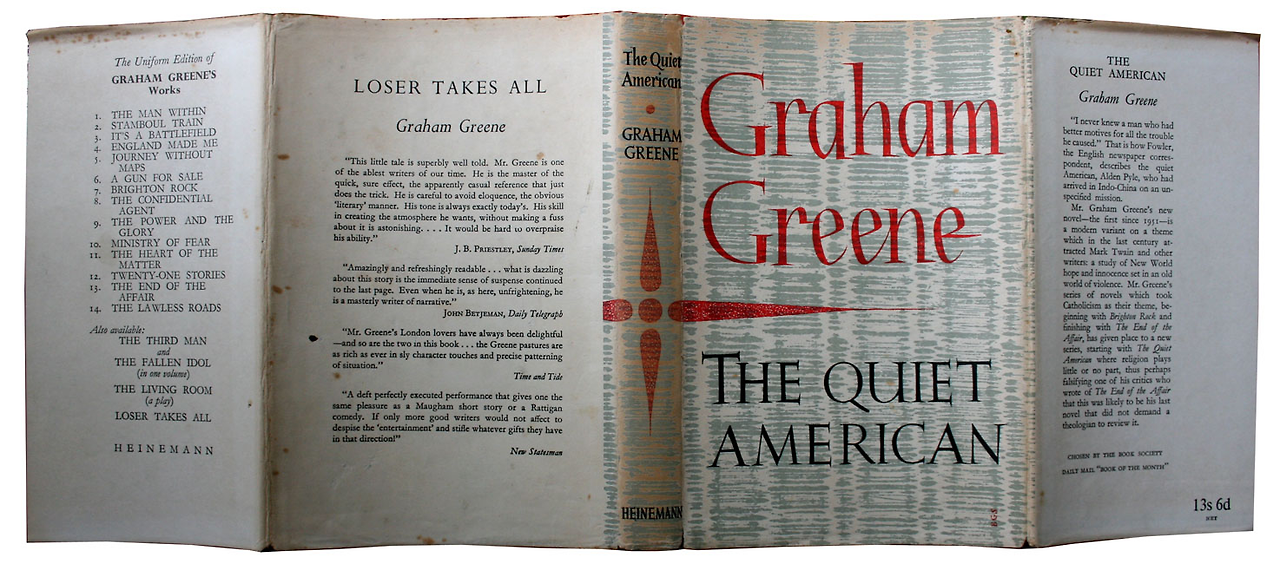 The Uniform Edition of
GRAHAM GREENE'S
Works
1. THE MAN WITHIN
2. STAMBOUL TRAIN
3. IT'S A BATTLEFIELD
4. ENGLAND MADE ME
5. JOURNEY WITHOUT
MAPS
6. A GUN FOR SALE
7. BRIGHTON ROCK
8. THE CONFIDENTIAL
AGENT
9. THE POWER AND THE
GLORY
10. MINISTRY OF FEAR
11. THE HEART OF THE
MATTER
12. TWENTY-ONE STORIES
13. THE END OF THE
AFFAIR
14. THE LAWLESS ROADS
Also available:
THE THIRD MAN
and
THE FALLEN IDOL
(in one volume)
THE LIVING ROOM
(a play)
LOSER TAKES ALL
HEINEMANN
LOSER TAKES ALL
Graham Greene
"This little tale is superbly well told. Mr. Greene is one
of the ablest writers of our time. He is the master of the
quick, sure effect, the apparently casual reference that just
does the trick. He is careful to avoid eloquence, the obvious
'literary' manner. His tone is always exactly today's. His skill
in creating the atmosphere he wants, without making a fuss
about it is astonishing. . . . It would be hard to overpraise
his ability."
J. B. PRIESTLEY, Sunday Times
"Amazingly and refreshingly readable . . . what is dazzling
about this story is the immediate sense of suspense continued
to the last page. Even when he is, as here, unfrightening, he
is a masterly writer of narrative."
JOHN BETJEMAN, Daily Telegraph
"Mr. Greene's London lovers have always been delightful
—and so are the two in this book . . . the Greene pastures are
as rich as ever in sly character touches and precise patterning
of situation."
Time and Tide
"A deft perfectly executed performance that gives one the
same pleasure as a Maugham short story or a Rattigan
comedy. If only more good writers would not affect to
despise the 'entertainment' and stifle whatever gifts they have
in that direction!"
New Statesman
The Quiet
American
GRAHAM
GREENE
HEINEMANN
Graham
Greene
THE QUIET
AMERICAN
B.G.S.
THE
QUIET AMERICAN
Graham Greene
"I never knew a man who had
better motives for all the trouble
he caused." That is how Fowler,
the English newspaper corres-
pondent, describes the quiet
American, Alden Pyle, who had
arrived in Indo-China on an un-
specified mission.
Mr. Graham Greene's new
novel—the first since 1951—is
a modern variant on a theme
which in the last century at-
tracted Mark Twain and other
writers: a study of New World
hope and innocence set in an old
world of violence. Mr. Greene's
series of novels which took
Catholicism as their theme, be-
ginning with Brighton Rock and
finishing with The End of the
Affair, has given place to a new
series, starting with The Quiet
American where religion plays
little or no part, thus perhaps
falsifying one of his critics who
wrote of The End of the Affair
that this was likely to be his last
novel that did not demand a
theologian to review it.
CHOSEN BY THE BOOK SOCIETY
DAILY MAIL "BOOK OF THE MONTH"
13s 6d
NET